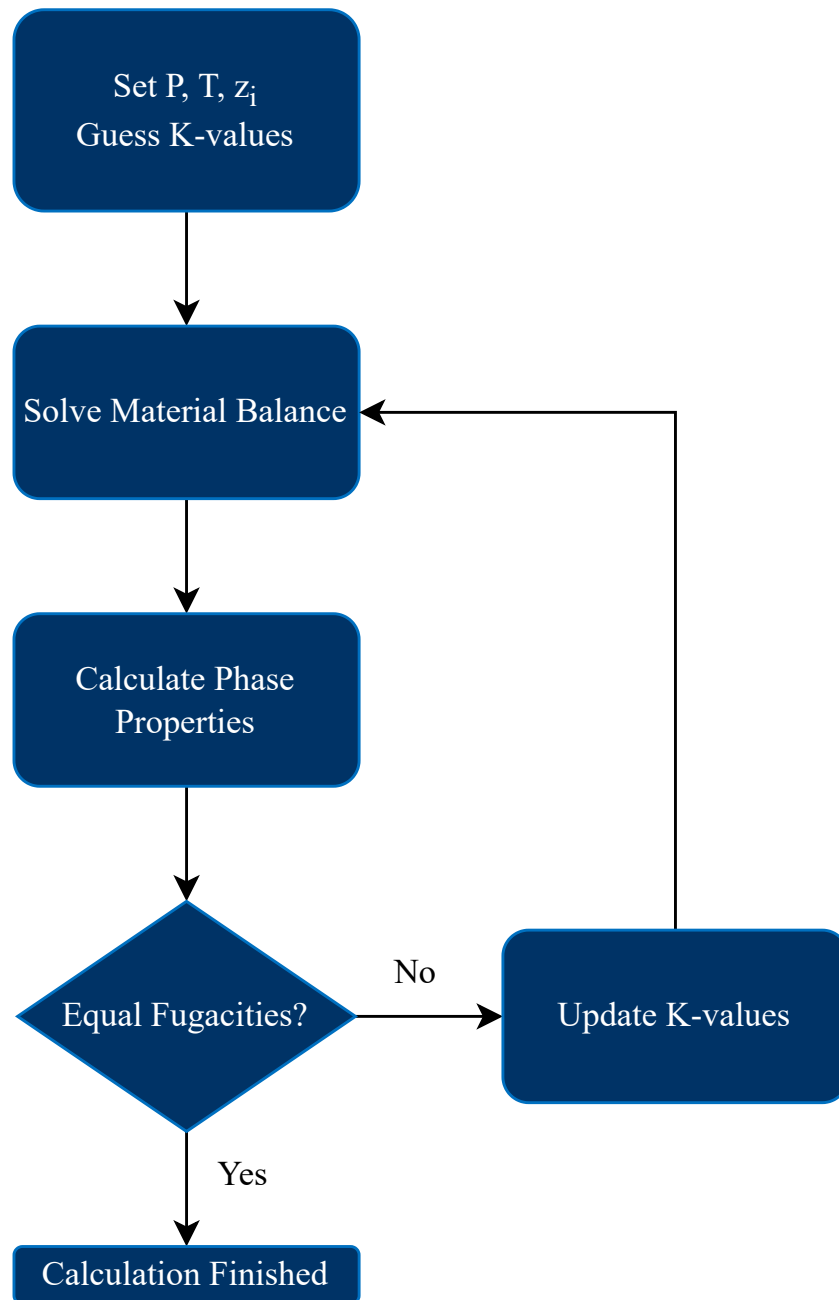 Set P, T, zi
Guess K-values
Solve Material Balance
Calculate Phase
Properties
No
Equal Fugacities?
Update K-values
Yes
Calculation Finished